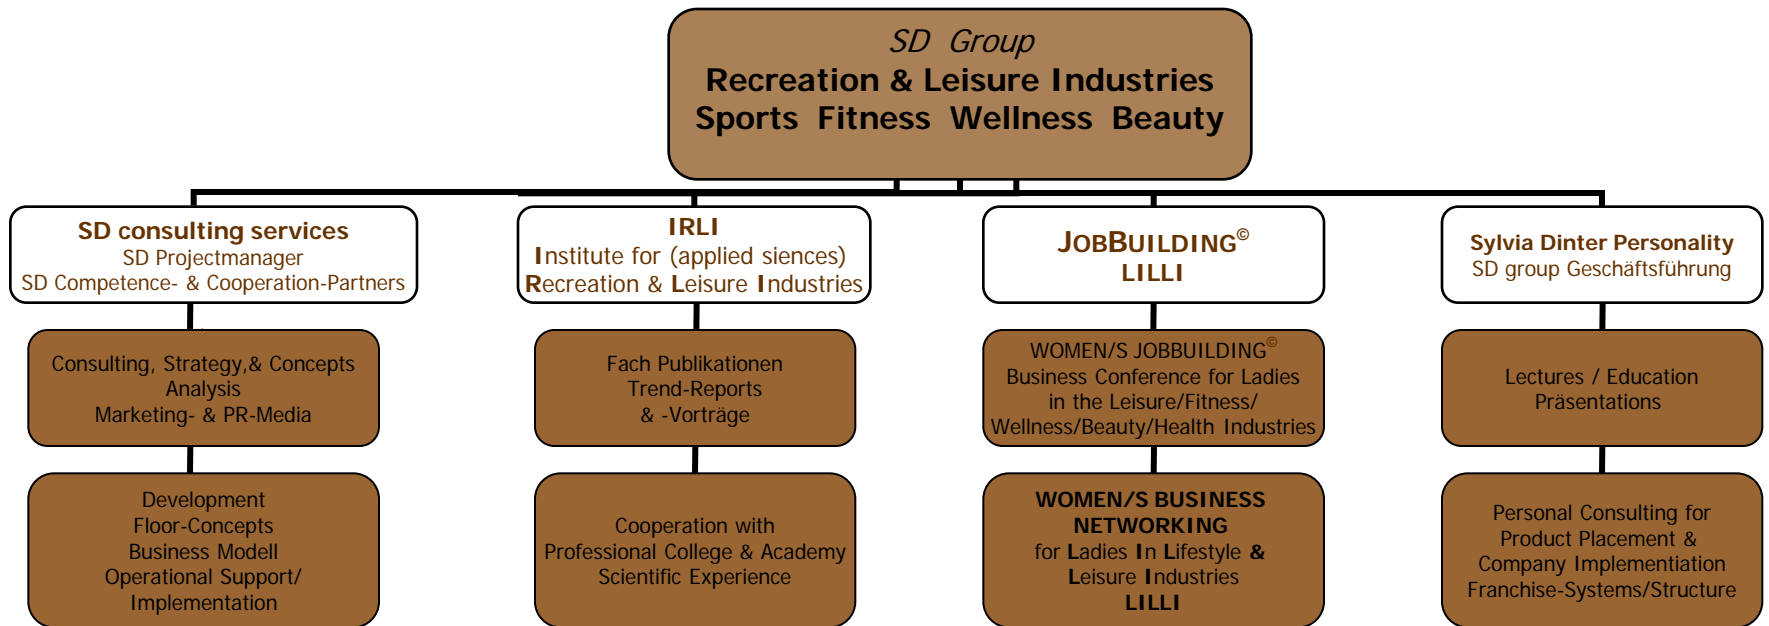 SD Group
Recreation & Leisure Industries
Sports Fitness Wellness Beauty
SD consulting services
SD Projectmanager
SD Competence- & Cooperation-Partners
IRLI
Institute for (applied siences)
Recreation & Leisure Industries
JOBBUILDING©
LILLI
Sylvia Dinter Personality
SD group Geschäftsführung
Consulting, Strategy,& Concepts
Analysis
Marketing- & PR-Media
Fach Publikationen
Trend-Reports
& -Vorträge
WOMEN/S JOBBUILDING©
Business Conference for Ladies
in the Leisure/Fitness/
Wellness/Beauty/Health Industries
Lectures / Education
Präsentations
Development
Floor-Concepts
Business Modell
Operational Support/
Implementation
Cooperation with
Professional College & Academy
Scientific Experience
WOMEN/S BUSINESS
NETWORKING
for Ladies In Lifestyle &
Leisure Industries
LILLI
Personal Consulting for
Product Placement &
Company Implementiation
Franchise-Systems/Structure